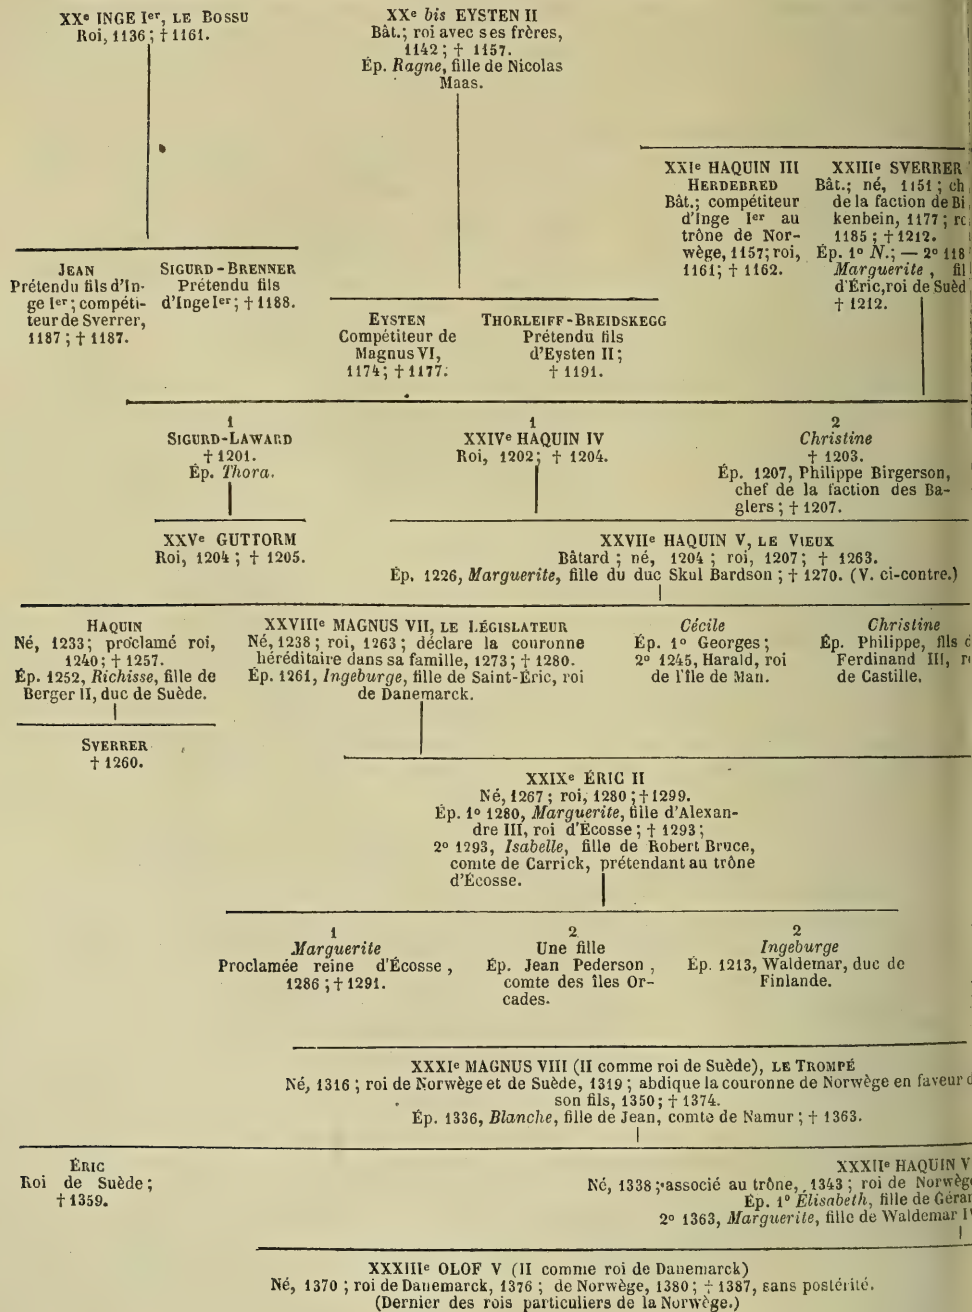 XXᵉ INGE Iᵉʳ, LE BOSSU
Roi, 1136 ; † 1161.
XXᵉ bis EYSTEN II
Bât.; roi avec ses frères,
1142 ; † 1157.
Ép. Ragne, fille de Nicolas
Maas.
XXIᵉ HAQUIN III
HERDEBRED
Bât.; compétiteur
d'Inge Iᵉʳ au
trône de Nor-
wège, 1157; roi,
1161; † 1162.
XXIIIᵉ SVERRER
Bât.; né, 1151 ;
de la faction de
kenbein, 1177 ;
1185 ; † 1212.
Ép. 1º N.; — 2º
Marguerite,
d'Éric, roi de
† 1212.
JEAN
Prétendu fils d'In-
ge Iᵉʳ; compéti-
teur de Sverrer,
1187 ; † 1187.
SIGURD-BRENNER
Prétendu fils
d'Inge Iᵉʳ; † 1188.
EYSTEN
Compétiteur de
Magnus VI,
1174; † 1177.
THORLEIFF-BREIDSKEGG
Prétendu fils
d'Eysten II ;
† 1191.
1
SIGURD-LAWARD
† 1201.
Ép. Thora.
1
XXIVᵉ HAQUIN IV
Roi, 1202; † 1204.
2
Christine
† 1203.
Ép. 1207, Philippe Birgerson,
chef de la faction des Ba-
glers ; † 1207.
XXVᵉ GUTTORM
Roi, 1204 ; † 1205.
XXVIIᵉ HAQUIN V, LE VIEUX
Bâtard ; né, 1204 ; roi, 1207; † 1263.
Ép. 1226, Marguerite, fille du duc Skul Bardson ; † 1270. (V. ci-contre.)
HAQUIN
Né, 1233; proclamé roi,
1240; † 1257.
Ép. 1252, Richisse, fille de
Berger II, duc de Suède.
XXVIIIᵉ MAGNUS VII, LE LÉGISLATEUR
Né, 1238 ; roi, 1263 ; déclare la couronne
héréditaire dans sa famille, 1273 ; † 1280.
Ép. 1261, Ingeburge, fille de Saint-Éric, roi
de Danemarck.
Cécile
Ép. 1º Georges ;
2º 1245, Harald, roi
de l'île de Man.
Christine
Ép. Philippe, fils
Ferdinand III,
de Castille.
SVERRER
† 1260.
XXIXᵉ ÉRIC II
Né, 1267 ; roi, 1280 ; † 1299.
Ép. 1º 1280, Marguerite, fille d'Alexan-
dre III, roi d'Écosse ; † 1293 ;
2º 1293, Isabelle, fille de Robert Bruce,
comte de Carrick, prétendant au trône
d'Écosse.
1
Marguerite
Proclamée reine d'Écosse,
1286 ; † 1291.
2
Une fille
Ép. Jean Pederson,
comte des îles Or-
cades.
2
Ingeburge
Ép. 1213, Waldemar, duc de
Finlande.
XXXIᵉ MAGNUS VIII (II comme roi de Suède), LE TROMPÉ
Né, 1316 ; roi de Norwège et de Suède, 1319 ; abdique la couronne de Norwège en faveur
son fils, 1350 ; † 1374.
Ép. 1336, Blanche, fille de Jean, comte de Namur ; † 1363.
ÉRIC
Roi de Suède ;
† 1359.
XXXIIᵉ HAQUIN
Né, 1338 ; associé au trône, 1343 ; roi de
Ép. 1º Élisabeth, fille de
2º 1363, Marguerite, fille de Waldemar
XXXIIIᵉ OLOF V (II comme roi de Danemarck)
Né, 1370 ; roi de Danemarck, 1376 ; de Norwège, 1380 ; † 1387, sans postérité.
(Dernier des rois particuliers de la Norwège.)